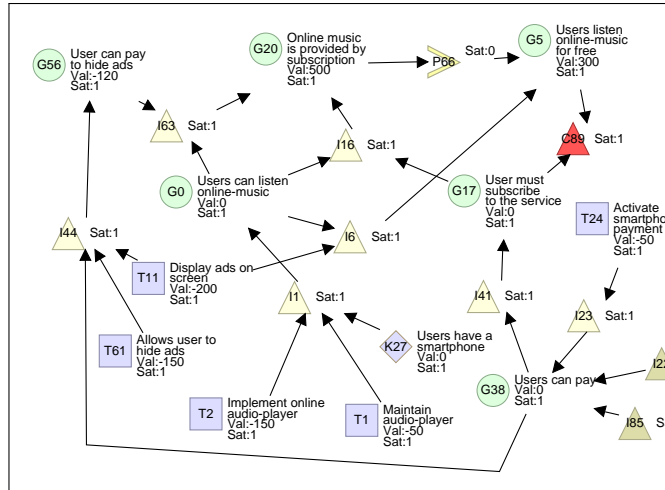 G56
User can pay
to hide ads
Val:-120
Sat:1
G20
Online music
is provided by
subscription
Val:500
Sat:1
P66
Sat:0
G5
Users listen
online-music
for free
Val:300
Sat:1
I63
Sat:1
I16
Sat:1
C89
Sat:1
G0
Users can listen
online-music
Val:0
Sat:1
G17
User must
subscribe
to the service
Val:0
Sat:1
T24
Activate
smartpho
payment
Val:-50
Sat:1
I44
Sat:1
I6
Sat:1
T11
Display ads on
screen
Val:-200
Sat:1
I1
Sat:1
I41
Sat:1
I23
Sat:1
T61
Allows user to
hide ads
Val:-150
Sat:1
K27
Users have a
smartphone
Val:0
Sat:1
G38
Users can pay
Val:0
Sat:1
I22
T2
Implement online
audio-player
Val:-150
Sat:1
T1
Maintain
audio-player
Val:-50
Sat:1
I85
S